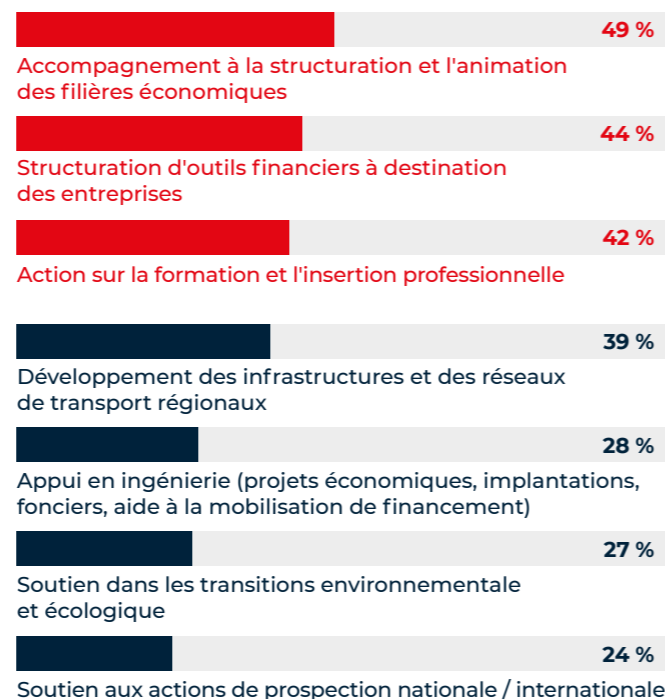 49 %
Accompagnement à la structuration et l'animation
des filières économiques
44 %
Structuration d'outils financiers à destination
des entreprises
42 %
Action sur la formation et l'insertion professionnelle
39 %
Développement des infrastructures et des réseaux
de transport régionaux
28 %
Appui en ingénierie (projets économiques, implantations,
fonciers, aide à la mobilisation de financement)
27 %
Soutien dans les transitions environnementale
et écologique
24 %
Soutien aux actions de prospection nationale / internationale